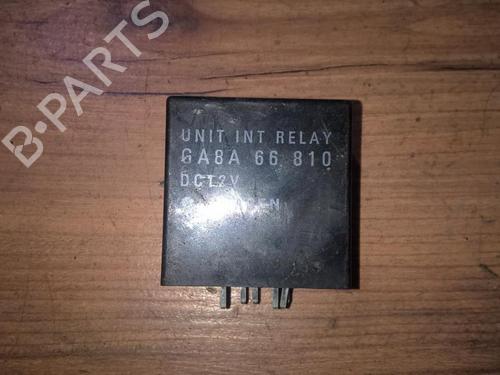 B-PARTS
UNIT INT RELAY
GA8A 66 810
DC12V